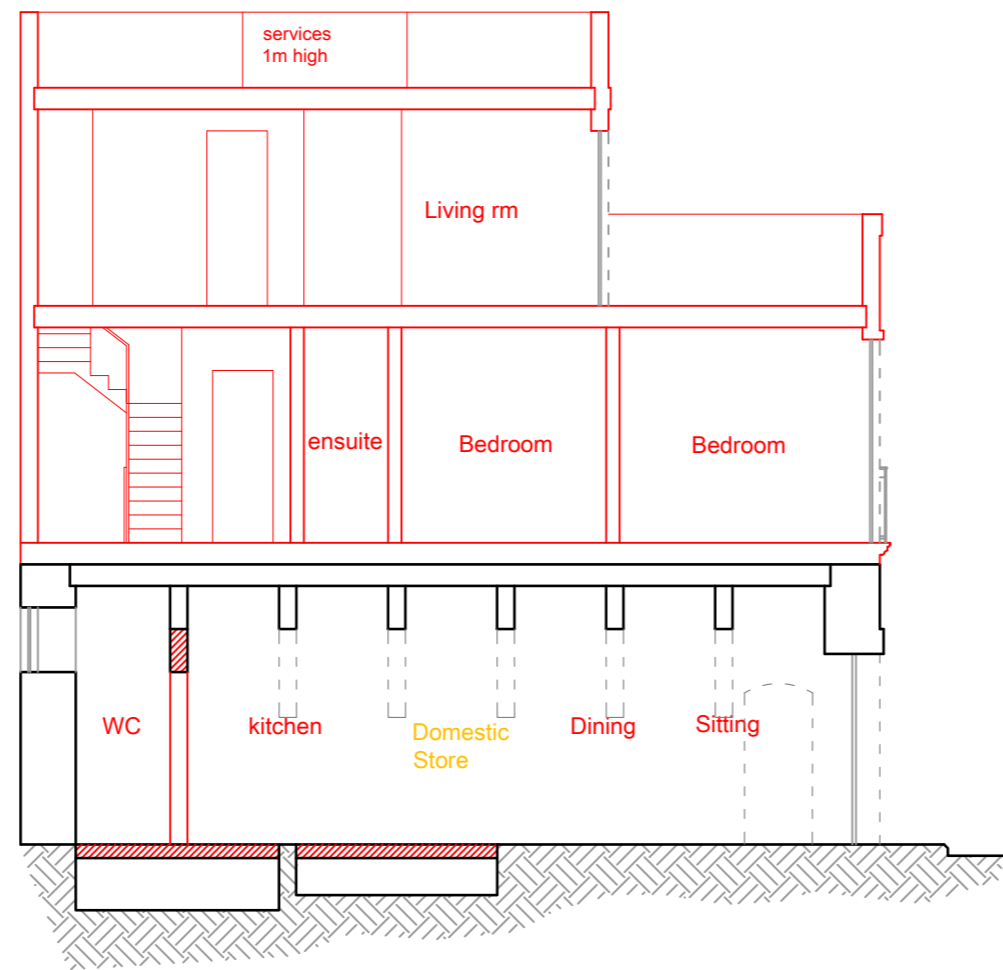 services
1m high
Living rm
ensuite
Bedroom
Bedroom
WC
kitchen
Domestic
Store
Dining
Sitting